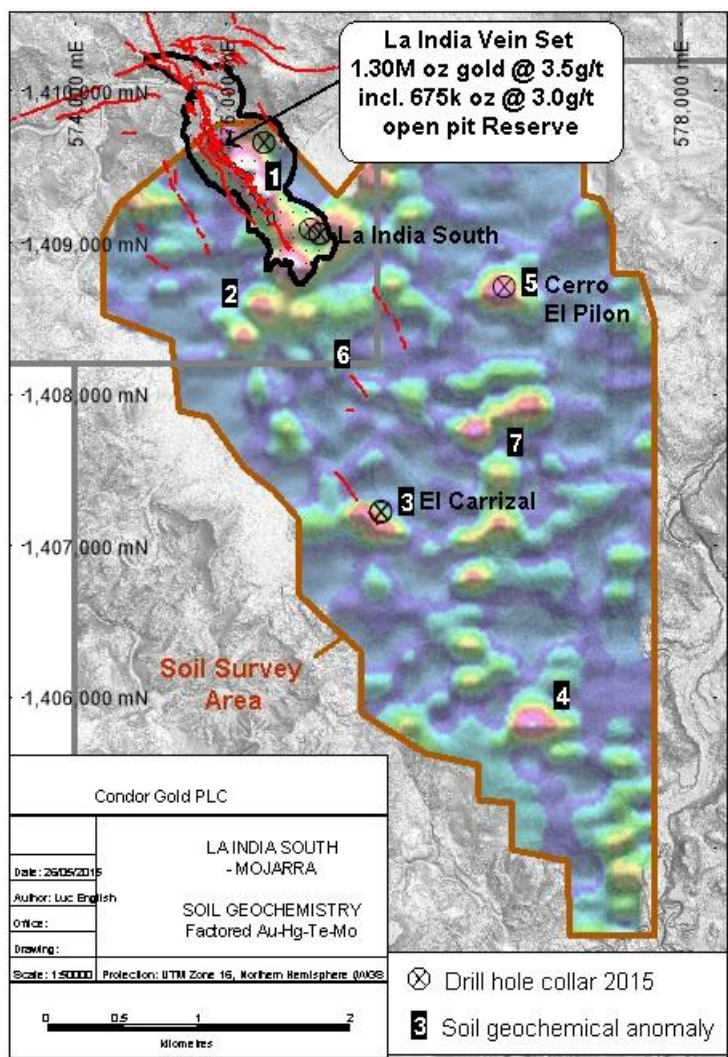 574,000 mE
576,000 mE
578,000 mE
La India Vein Set
1.30M oz gold @ 3.5g/t
incl. 675k oz @ 3.0g/t
open pit Reserve
1,410,000 mN
1
1,409,000 mN
La India South
2
5 Cerro
El Pilon
6
1,408,000 mN
7
3 El Carrizal
1,407,000 mN
Soil Survey
Area
4
1,406,000 mN
Condor Gold PLC
LA INDIA SOUTH
- MOJARRA
SOIL GEOCHEMISTRY
Factored Au-Hg-Te-Mo
Date: 26/05/2015
Author: Luc English
Office:
Drawing:
Scale: 1:50000
Projection: UTM Zone 16, Northern Hemisphere (WGS
0 0.5 1 2
kilometres
Drill hole collar 2015
3 Soil geochemical anomaly